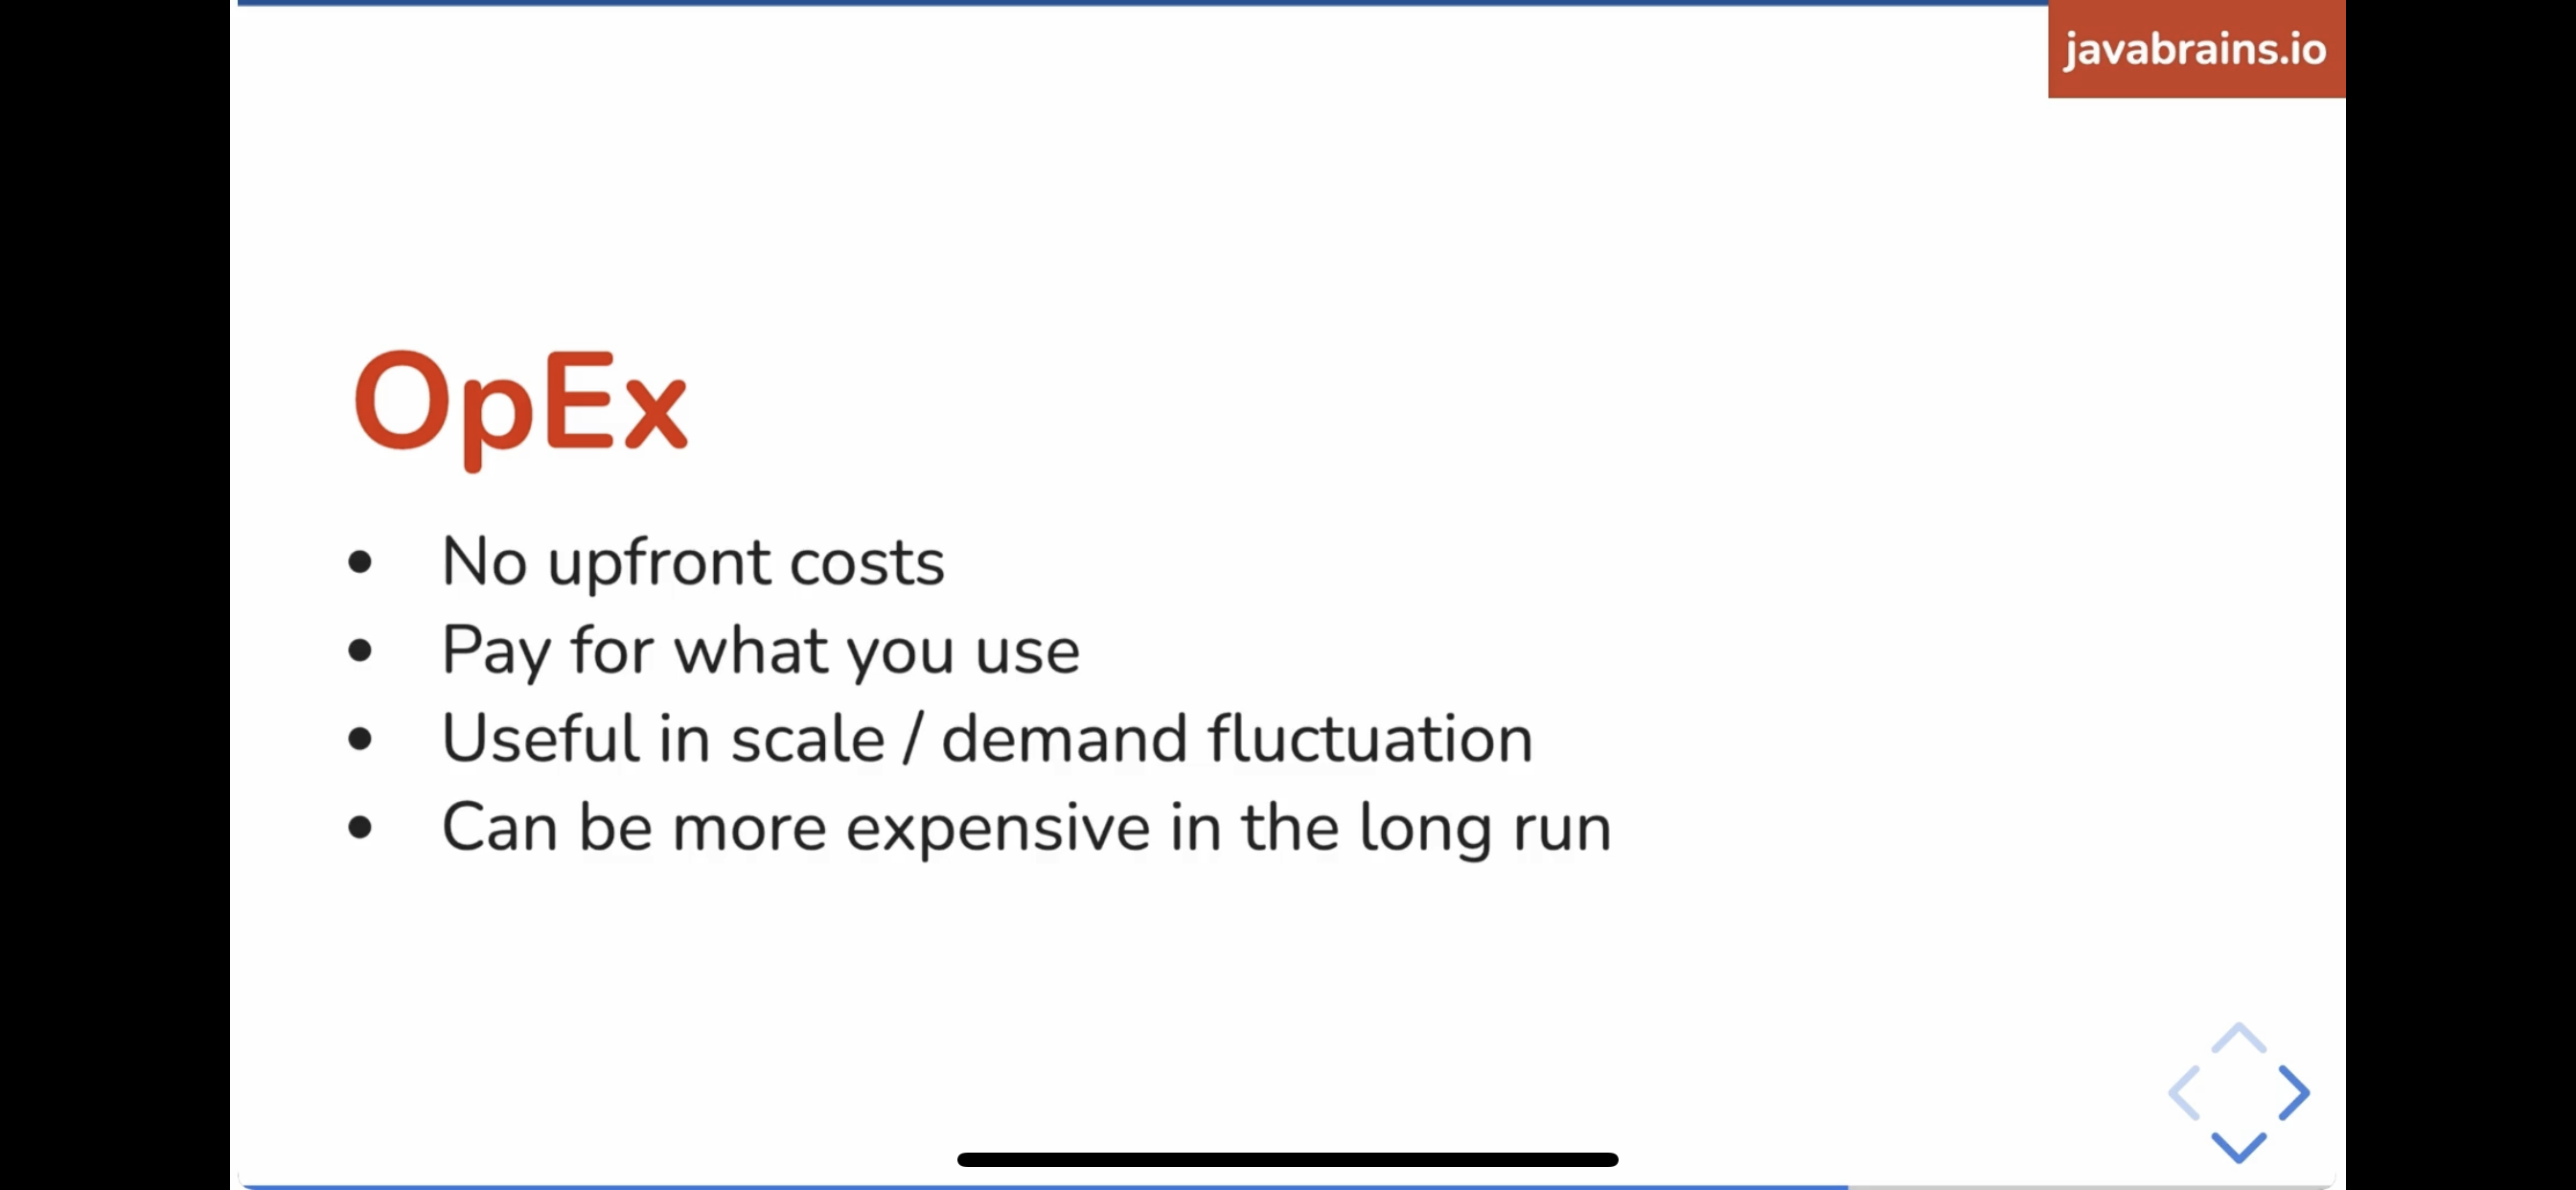 javabrains.io
OpEx
• No upfront costs
• Pay for what you use
• Useful in scale / demand fluctuation
• Can be more expensive in the long run